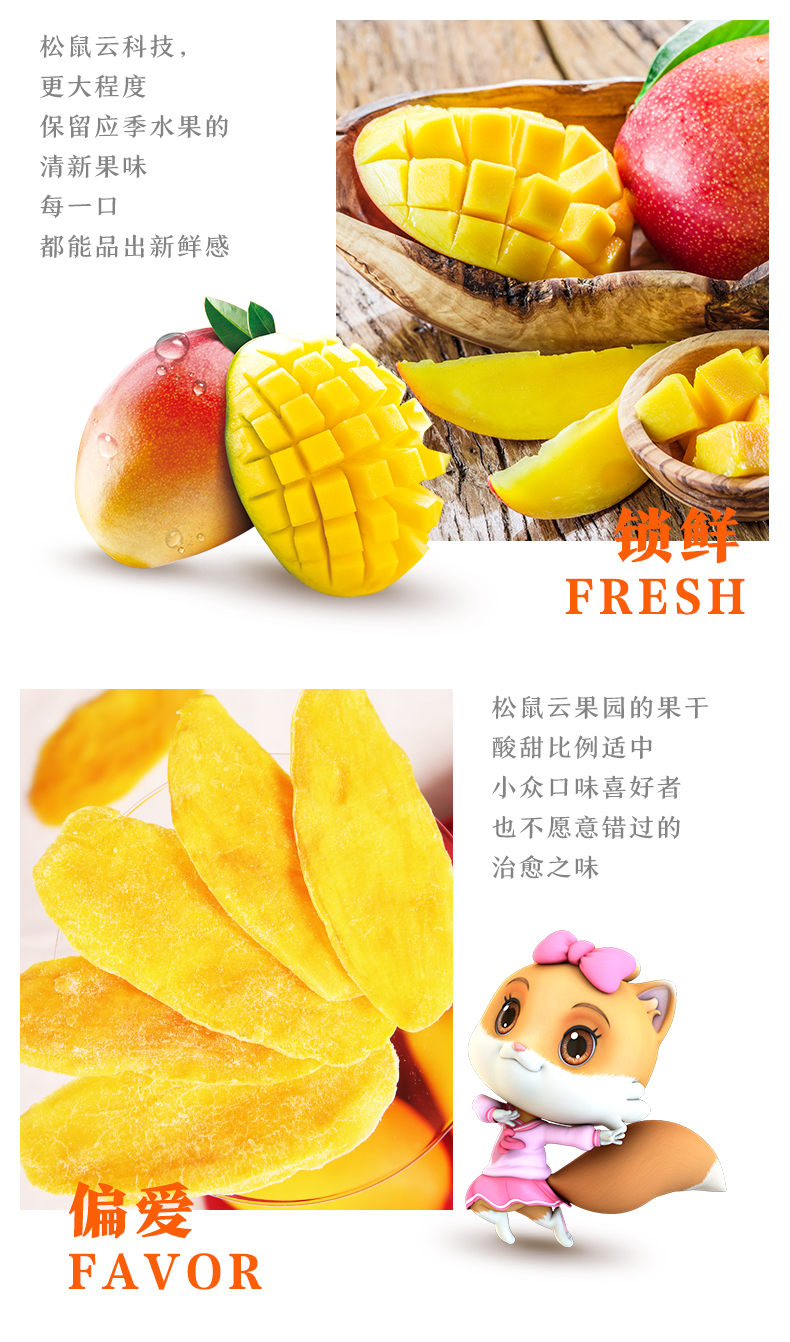 松鼠云科技，
更大程度
保留应季水果的
清新果味
每一口
都能品出新鲜感
锁鲜
FRESH
松鼠云果园的果干
酸甜比例适中
小众口味喜好者
也不愿意错过的
治愈之味
偏爱
FAVOR